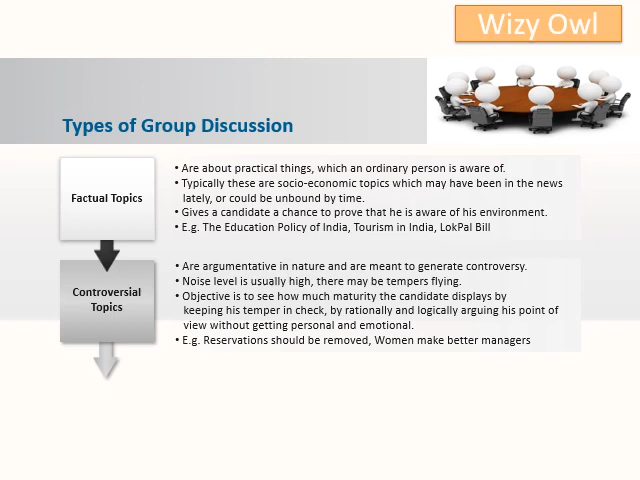 Wizy Owl
Types of Group Discussion
Factual Topics
• Are about practical things, which an ordinary person is aware of.
• Typically these are socio-economic topics which may have been in the news
lately, or could be unbound by time.
• Gives a candidate a chance to prove that he is aware of his environment.
• E.g. The Education Policy of India, Tourism in India, LokPal Bill
Controversial
Topics
• Are argumentative in nature and are meant to generate controversy.
• Noise level is usually high, there may be tempers flying.
• Objective is to see how much maturity the candidate displays by
keeping his temper in check, by rationally and logically arguing his point of
view without getting personal and emotional.
• E.g. Reservations should be removed, Women make better managers